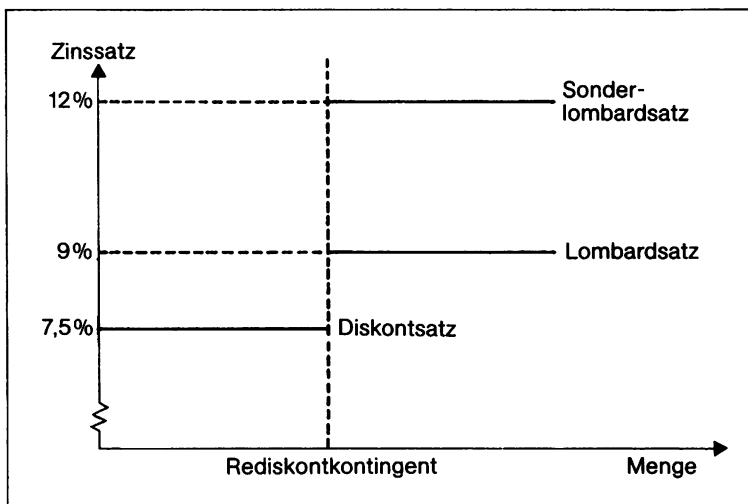 Zinssatz
12%
Sonder-
lombardsatz
9%
Lombardsatz
7,5%
Diskontsatz
Rediskontkontingent
Menge